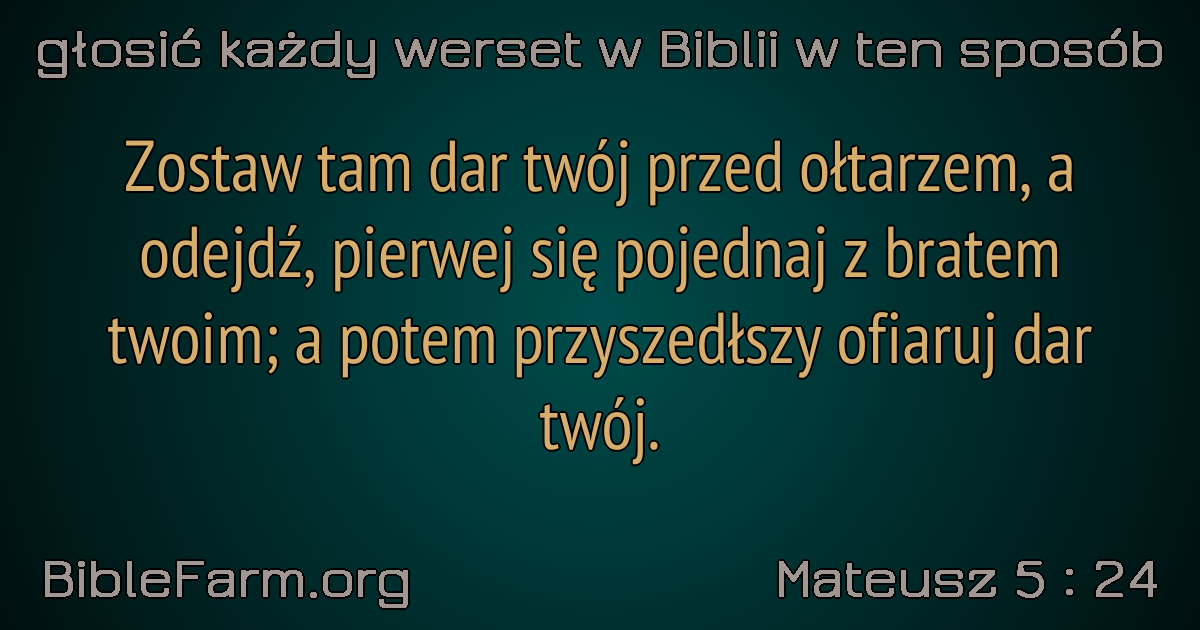 głosić każdy werset w Biblii w ten sposób
Zostaw tam dar twój przed ołtarzem, a
odejdź, pierwej się pojednaj z bratem
twoim; a potem przyszedłszy ofiaruj dar
twój.
BibleFarm.org
Mateusz 5 : 24